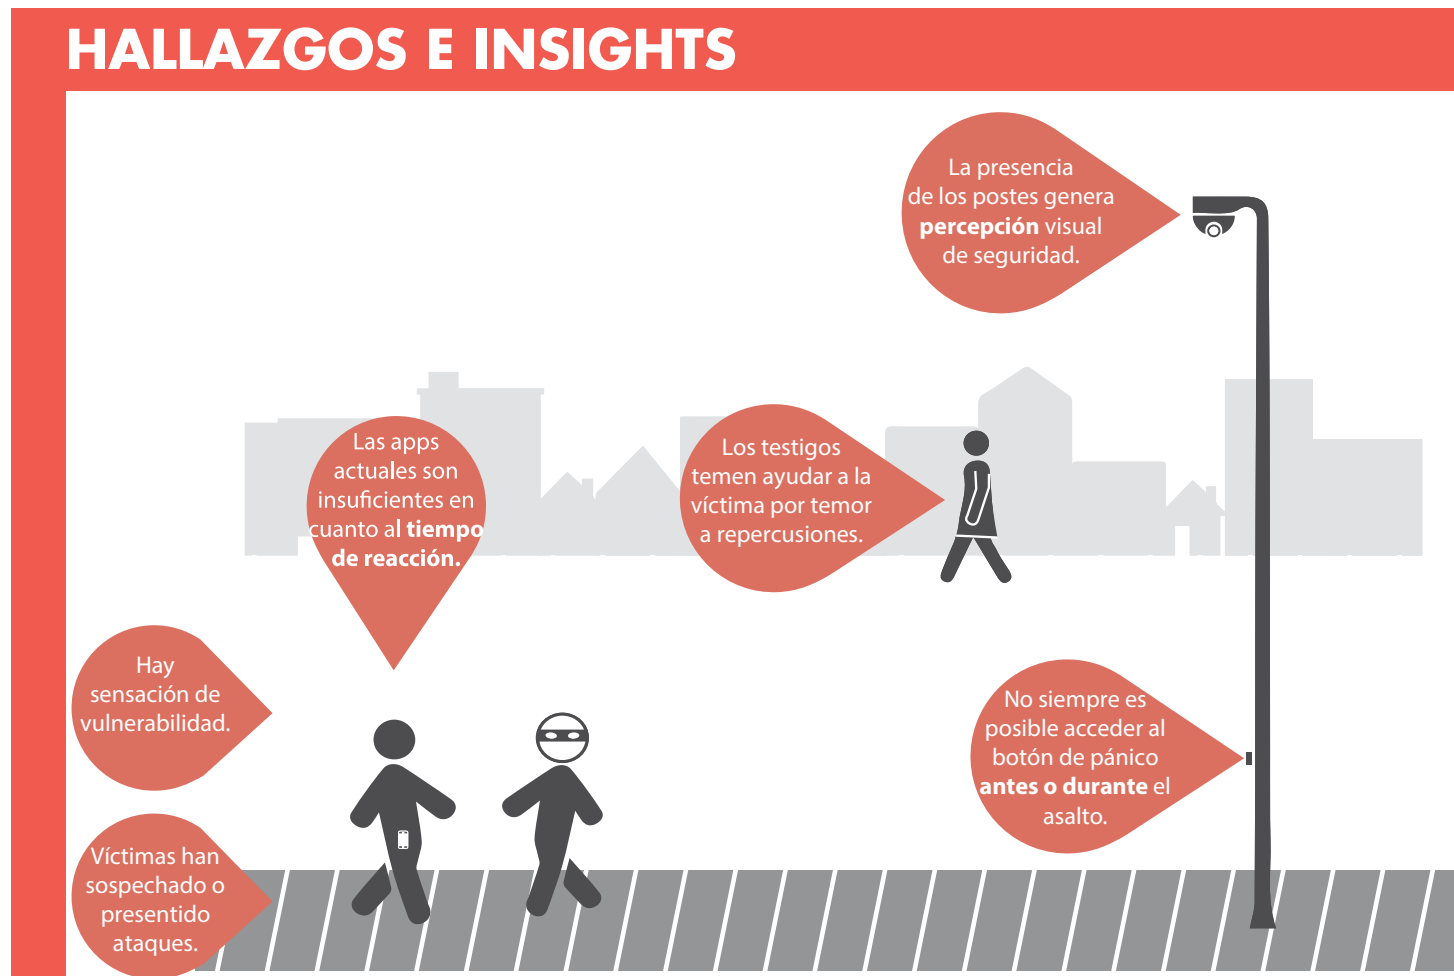 HALLAZGOS E INSIGHTS
La presencia
de los postes genera
percepción visual
de seguridad.
Las apps
actuales son
insuficientes en
cuanto al tiempo
de reacción.
Los testigos
temen ayudar a la
víctima por temor
a repercusiones.
Hay
sensación de
vulnerabilidad.
No siempre es
posible acceder al
botón de pánico
antes o durante el
asalto.
Víctimas han
sospechado o
presentido
ataques.